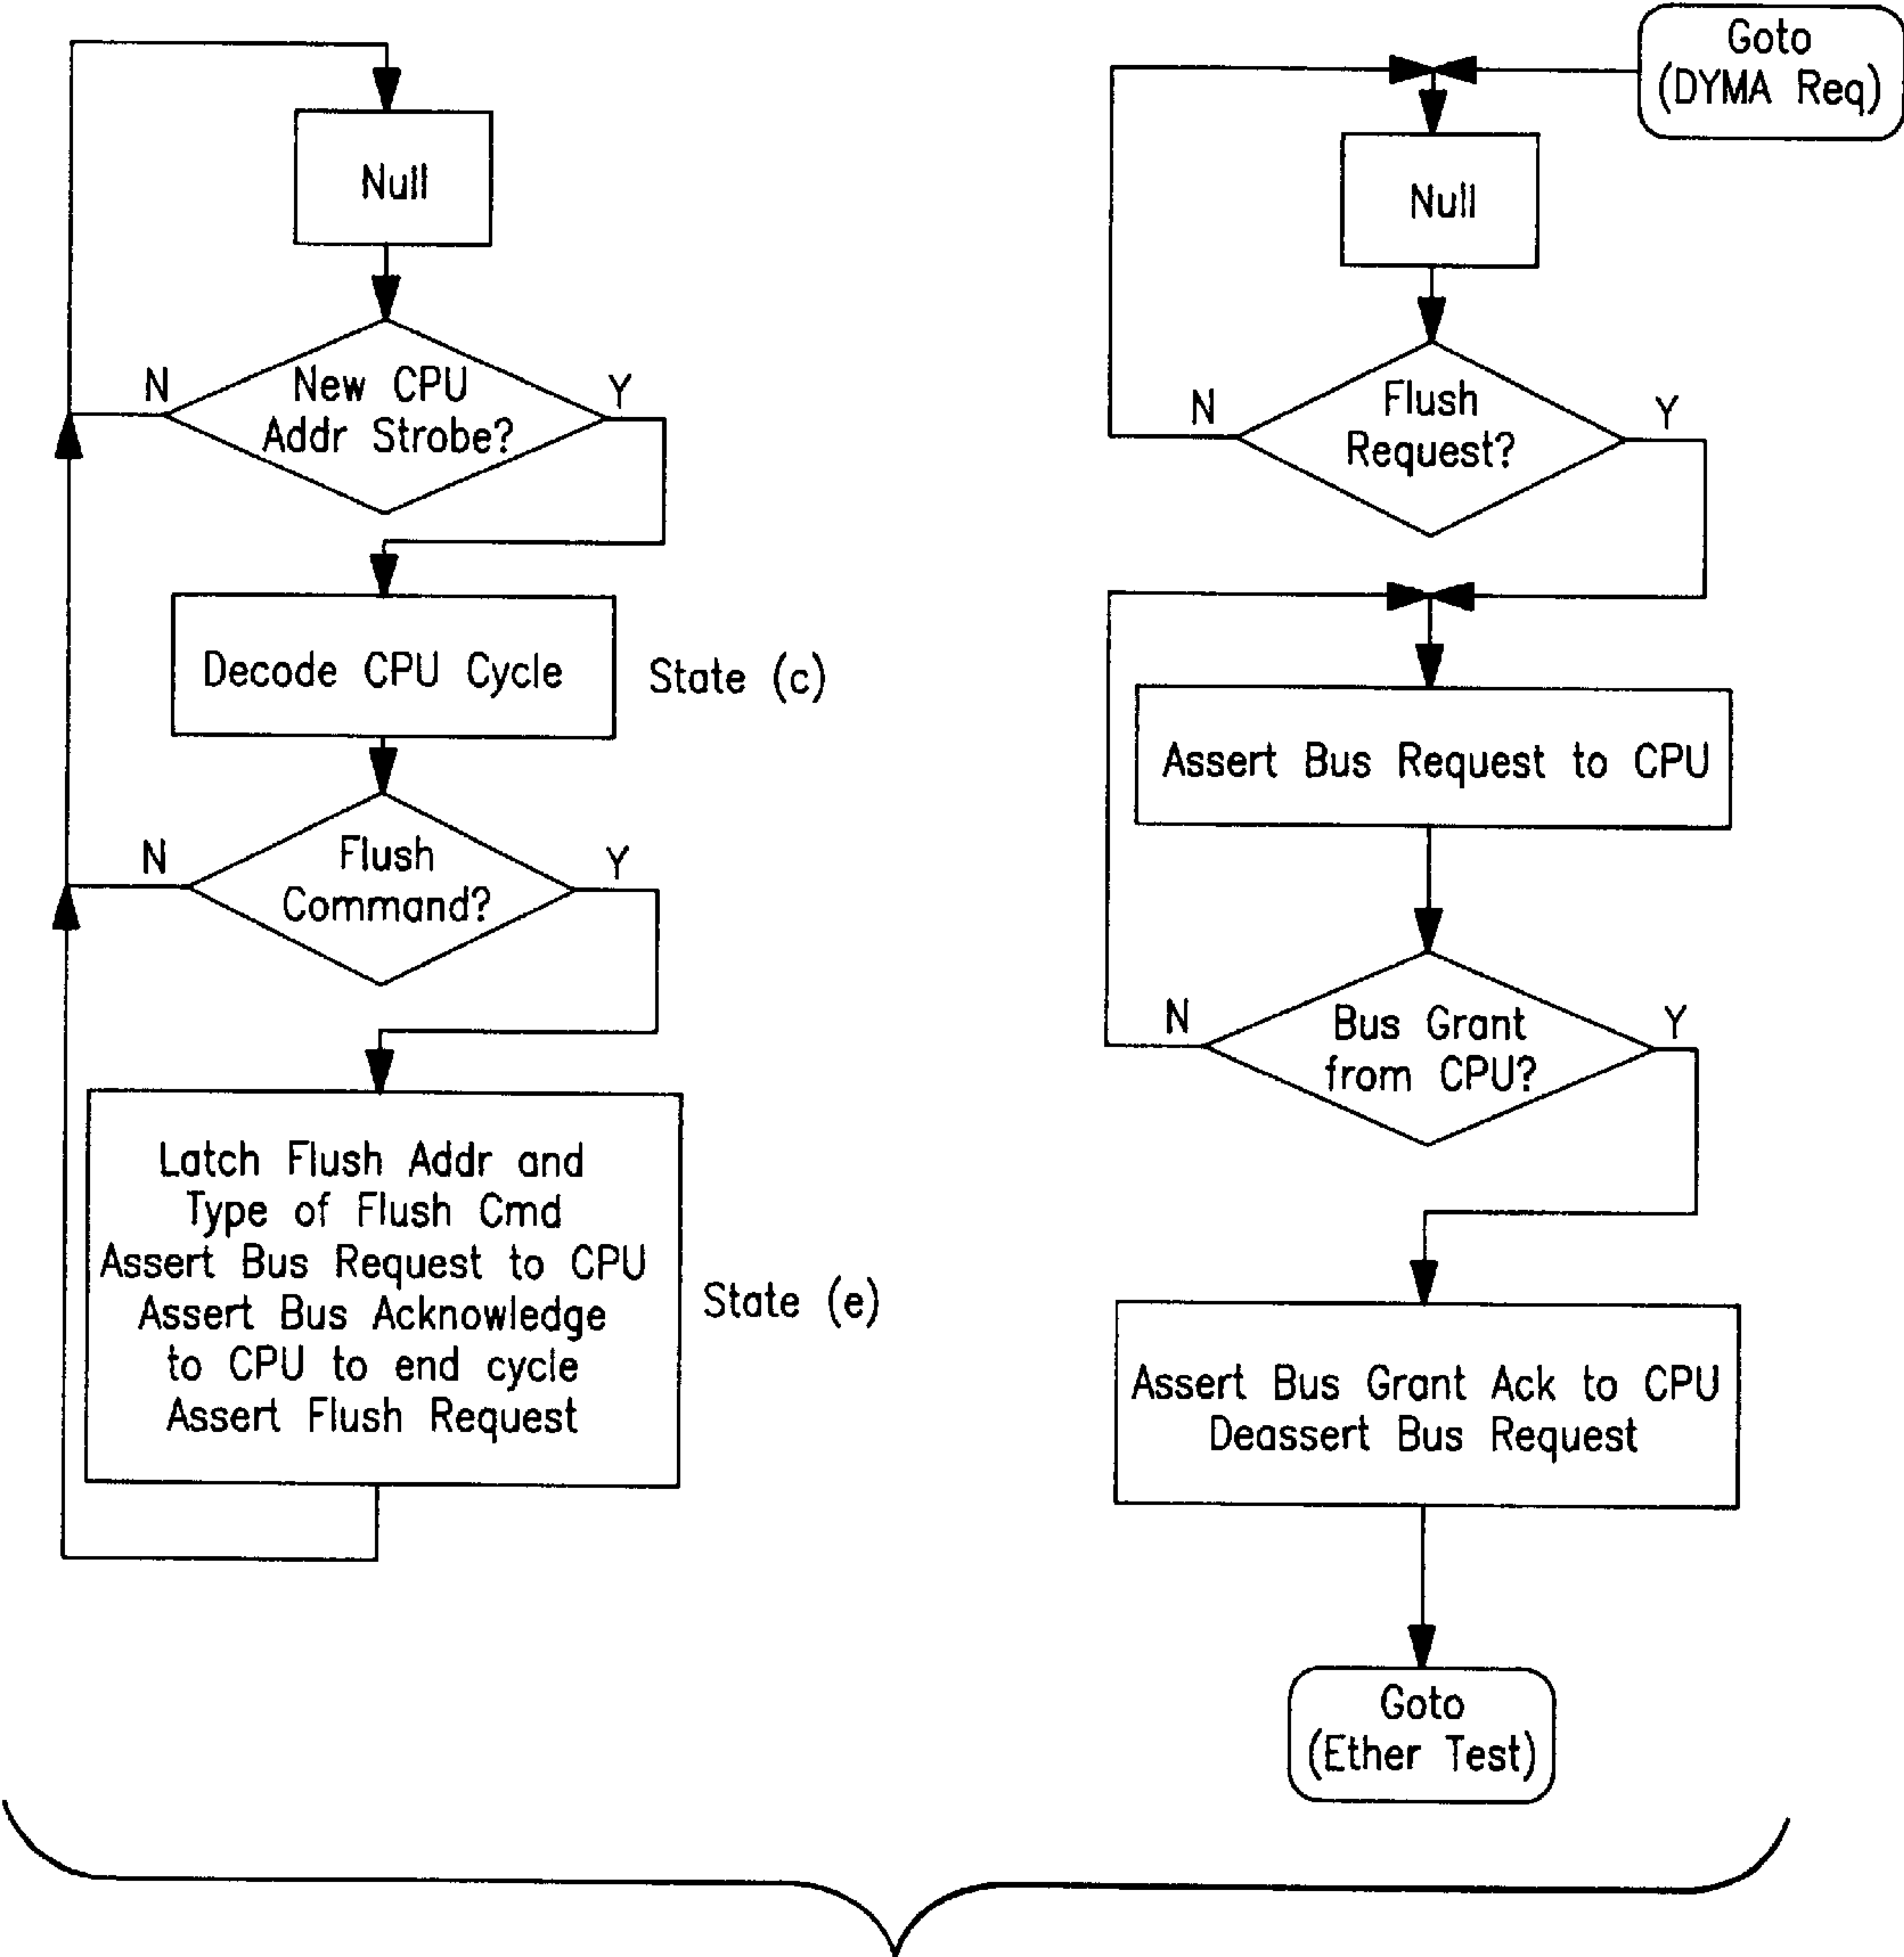 Null
N
New CPU
Addr Strobe?
Y
Decode CPU Cycle
State (c)
N
Flush
Command?
Y
Latch Flush Addr and
Type of Flush Cmd
Assert Bus Request to CPU
Assert Bus Acknowledge
to CPU to end cycle
Assert Flush Request
State (e)
Goto
(DYMA Req)
Null
N
Flush
Request?
Y
Assert Bus Request to CPU
N
Bus Grant
from CPU?
Y
Assert Bus Grant Ack to CPU
Deassert Bus Request
Goto
(Ether Test)